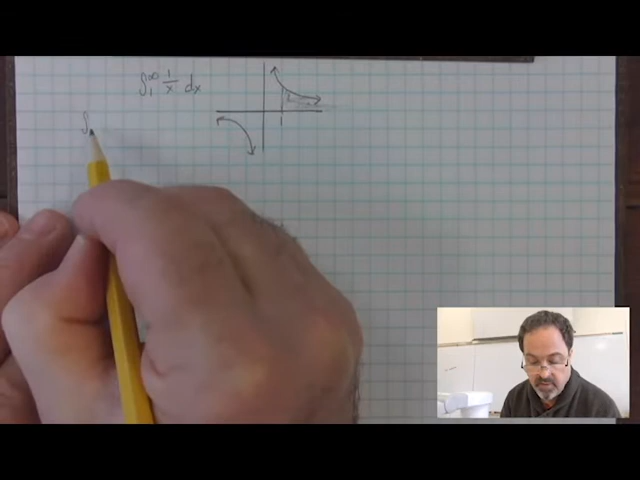 ∫₁^∞ 1/x dx
1
∫